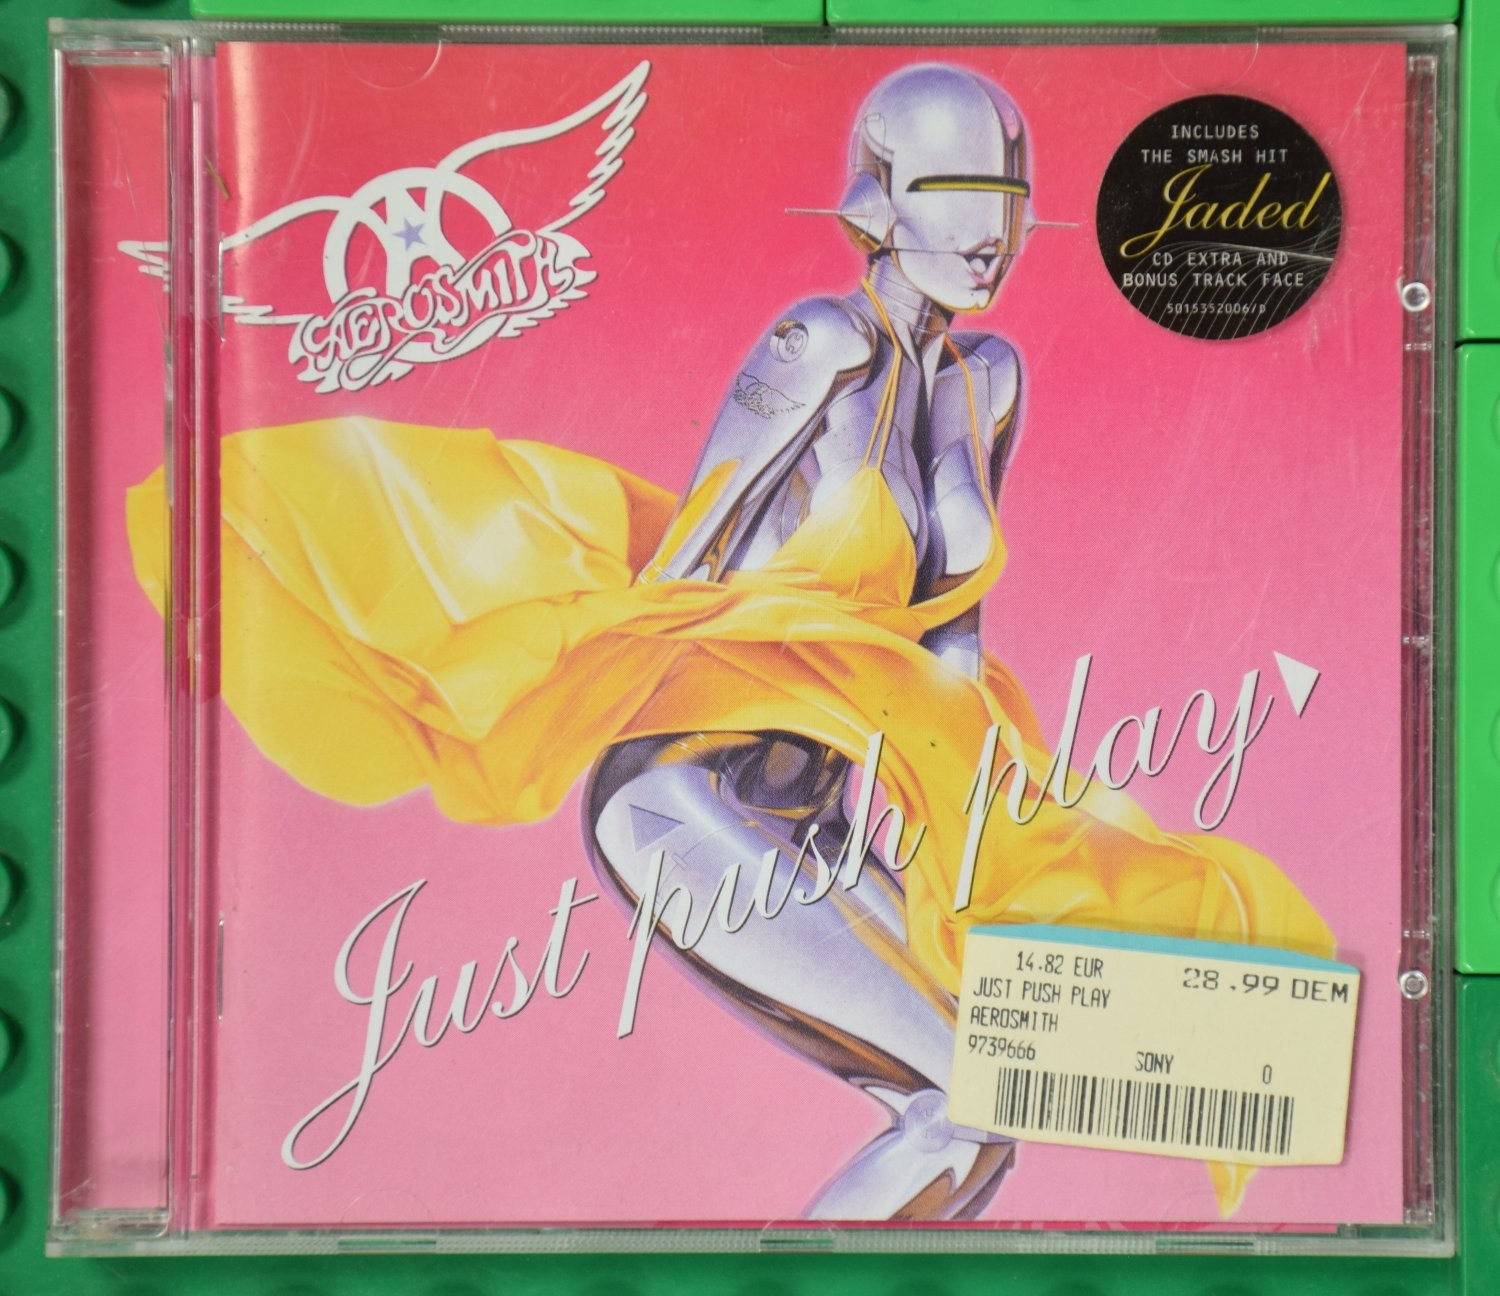 AEROSMITH
INCLUDES
THE SMASH HIT
Jaded
CD EXTRA AND
BONUS TRACK FACE
5015352006/D
Just push play
14.82 EUR
28.99 DEM
JUST PUSH PLAY
AEROSMITH
9739666
SONY 0